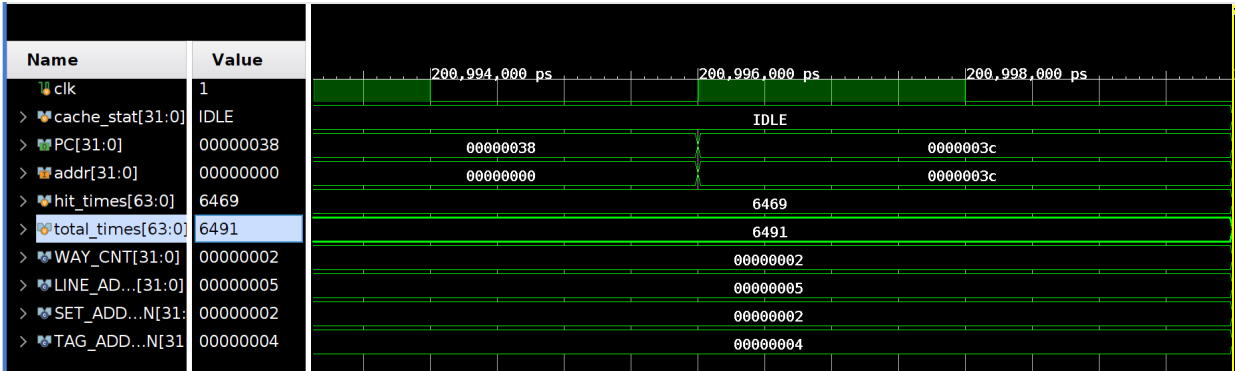 Name Value
200,994,000 ps 200,996,000 ps 200,998,000 ps
clk 1
cache_stat[31:0] IDLE IDLE
PC[31:0] 00000038 00000038 0000003c
addr[31:0] 00000000 00000000 0000003c
hit_times[63:0] 6469 6469
total_times[63:0] 6491 6491
WAY_CNT[31:0] 00000002 00000002
LINE_AD...[31:0] 00000005 00000005
SET_ADD...N[31: 00000002 00000002
TAG_ADD...N[31 00000004 00000004